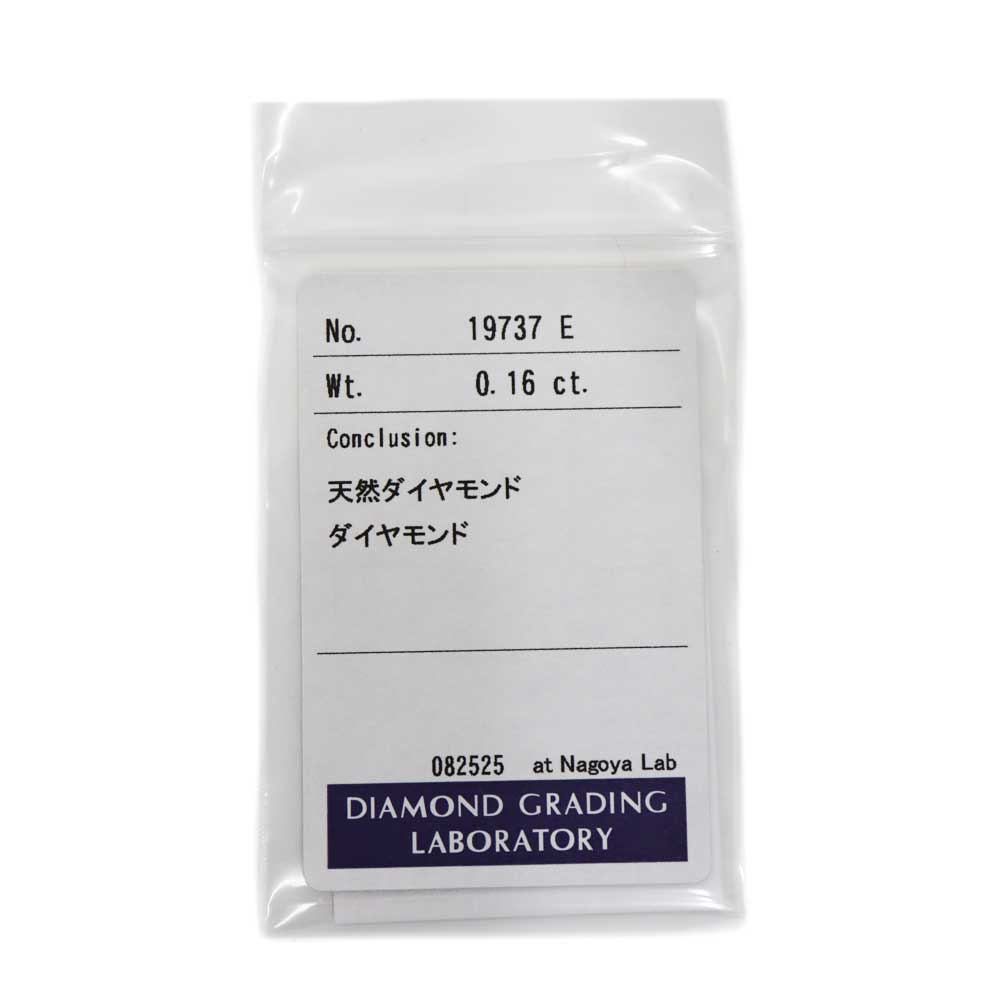 No. 19737 E
Wt. 0.16 ct.
Conclusion:
天然ダイヤモンド
ダイヤモンド
082525 at Nagoya Lab
DIAMOND GRADING
LABORATORY